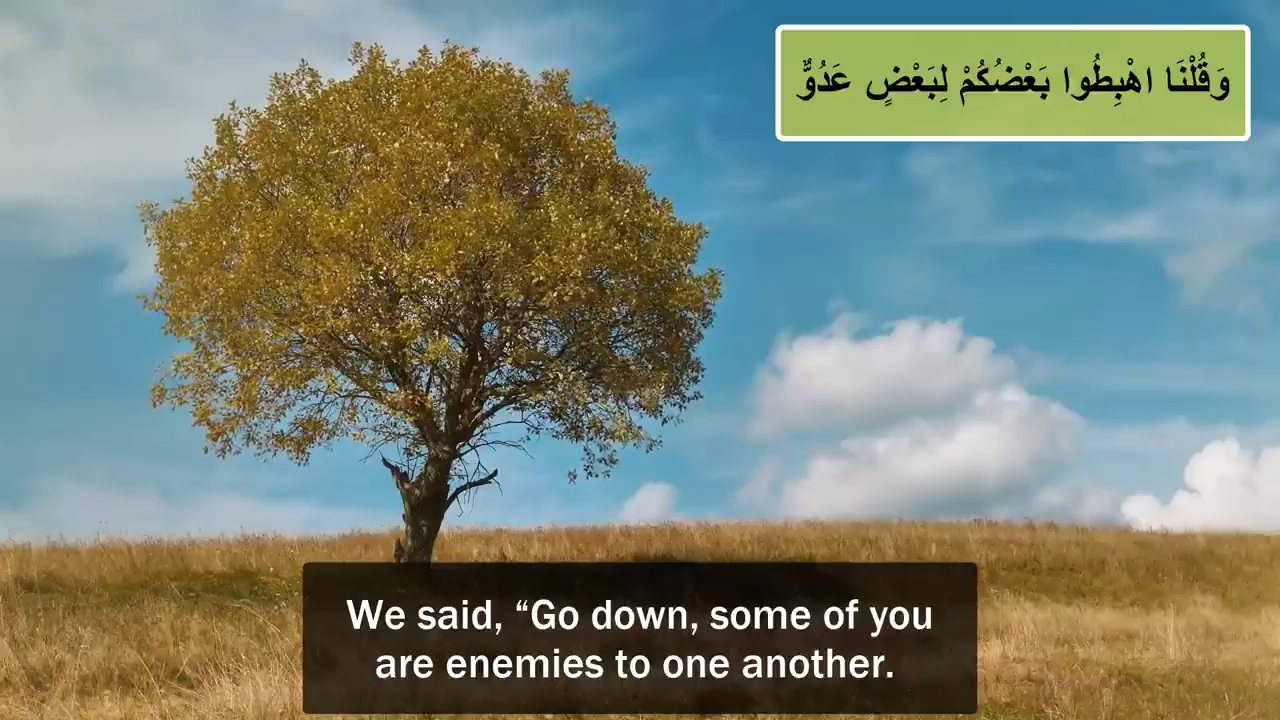 وَقُلْنَا اهْبِطُوا بَعْضُكُمْ لِبَعْضٍ عَدُوٌّ
We said, “Go down, some of you
are enemies to one another.